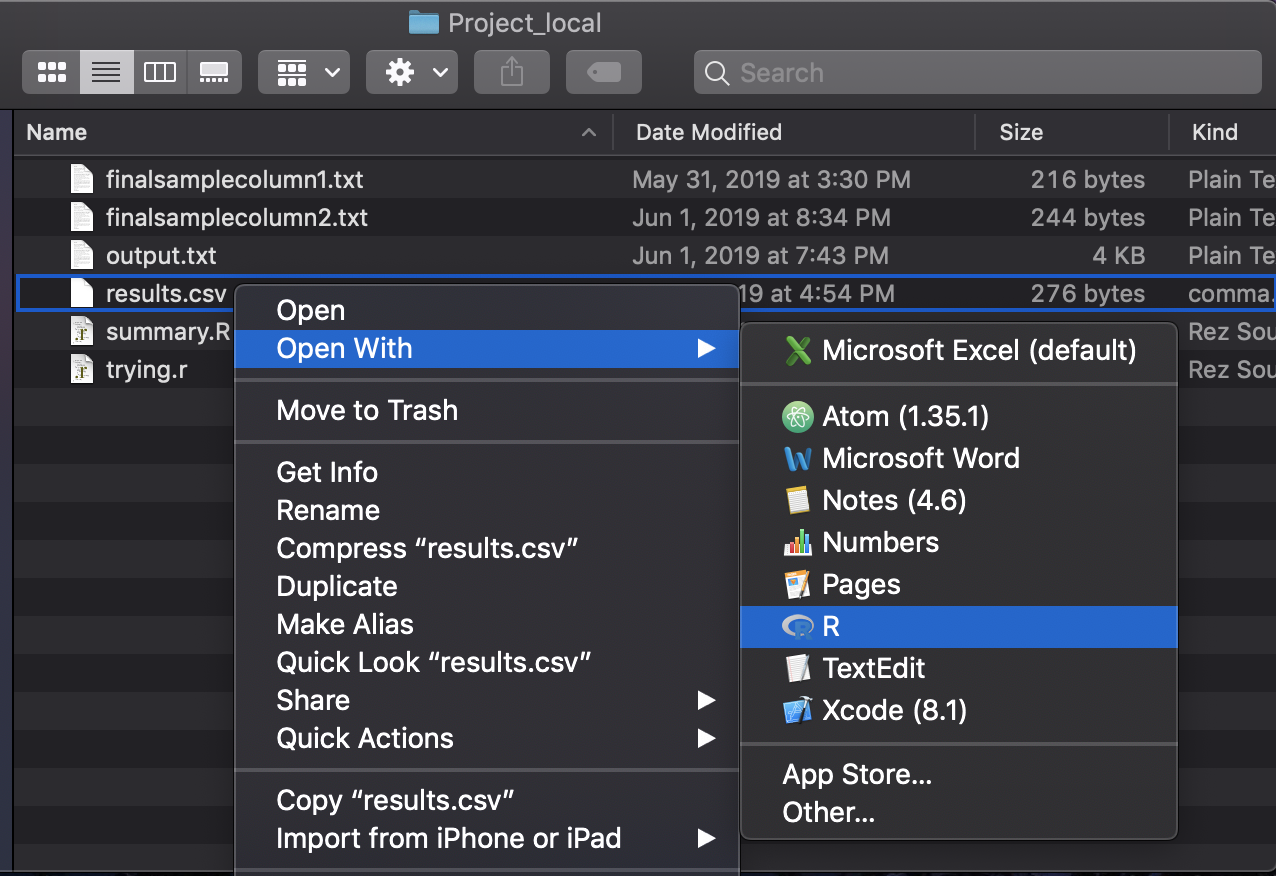 Project_local
Search
Name Date Modified Size Kind
finalsamplecolumn1.txt May 31, 2019 at 3:30 PM 216 bytes Plain Te
finalsamplecolumn2.txt Jun 1, 2019 at 8:34 PM 244 bytes Plain Te
output.txt Jun 1, 2019 at 7:43 PM 4 KB Plain Te
results.csv 19 at 4:54 PM 276 bytes comma.
summary.R Rez Sou
trying.r Rez Sou
Open
Open With
Move to Trash
Get Info
Rename
Compress “results.csv”
Duplicate
Make Alias
Quick Look “results.csv”
Share
Quick Actions
Copy “results.csv”
Import from iPhone or iPad
Microsoft Excel (default)
Atom (1.35.1)
Microsoft Word
Notes (4.6)
Numbers
Pages
R
TextEdit
Xcode (8.1)
App Store...
Other...